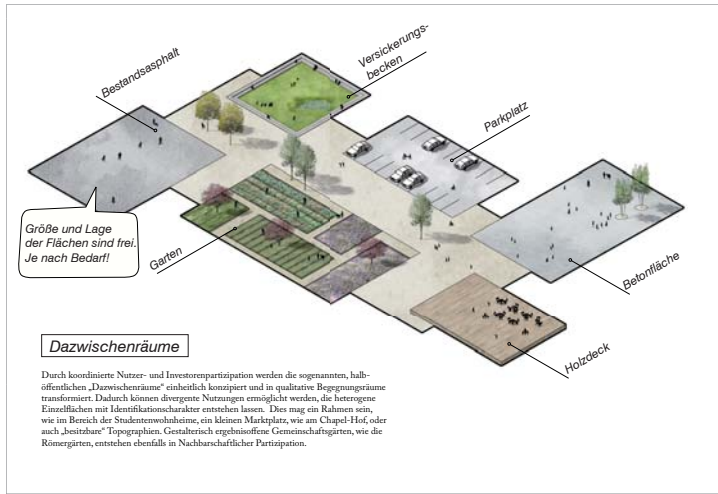 Bestandsasphalt
Versickerungs-
becken
Parkplatz
Größe und Lage
der Flächen sind frei.
Je nach Bedarf!
Garten
Betonfläche
Holzdeck
Dazwischenräume
Durch koordinierte Nutzer- und Investorenpartizipation werden die sogenannten, halb-
öffentlichen „Dazwischenräume“ einheitlich konzipiert und in qualitative Begegnungsräume
transformiert. Dadurch können divergente Nutzungen ermöglicht werden, die heterogene
Einzelflächen mit Identifikationscharakter entstehen lassen. Dies mag ein Rahmen sein,
wie im Bereich der Studentenwohnheime, ein kleinen Marktplatz, wie am Chapel-Hof, oder
auch „besitzbare“ Topographien. Gestalterisch ergebnisoffene Gemeinschaftsgärten, wie die
Römergärten, entstehen ebenfalls in Nachbarschaftlicher Partizipation.